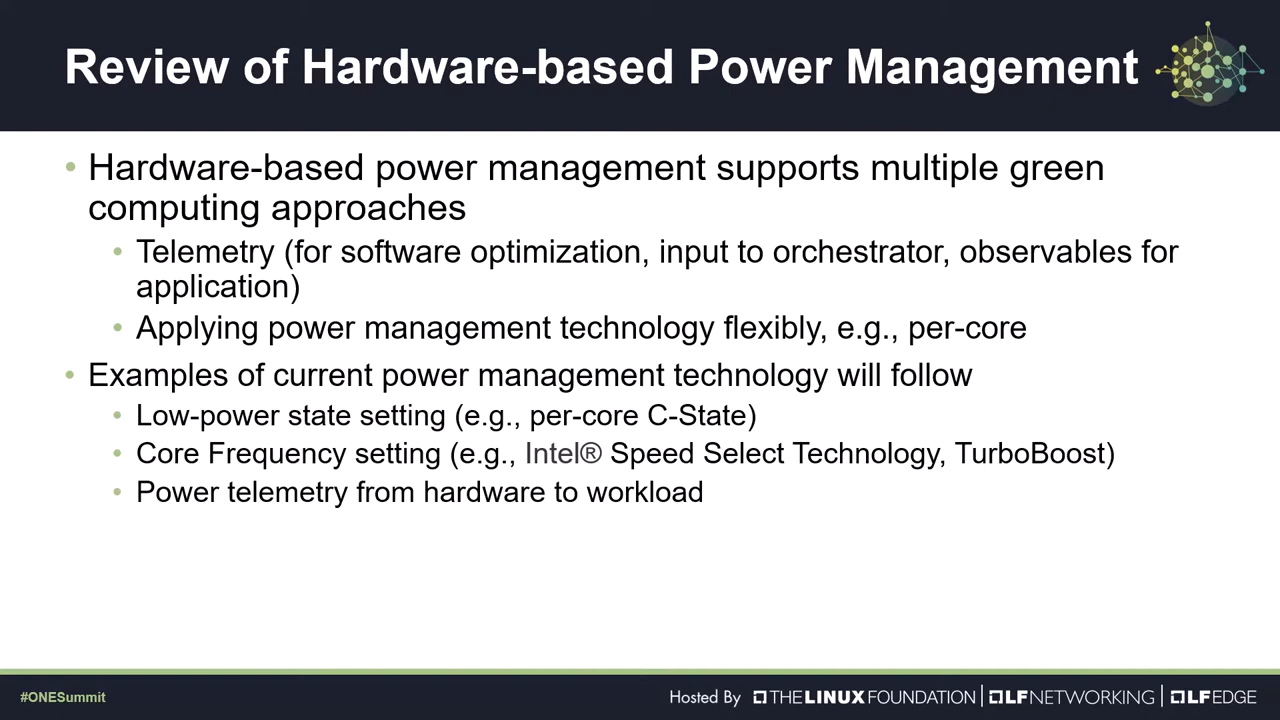 Review of Hardware-based Power Management
• Hardware-based power management supports multiple green
computing approaches
• Telemetry (for software optimization, input to orchestrator, observables for
application)
• Applying power management technology flexibly, e.g., per-core
• Examples of current power management technology will follow
• Low-power state setting (e.g., per-core C-State)
• Core Frequency setting (e.g., Intel® Speed Select Technology, TurboBoost)
• Power telemetry from hardware to workload
#ONESummit
Hosted By THE LINUX FOUNDATION | LF NETWORKING | LF EDGE